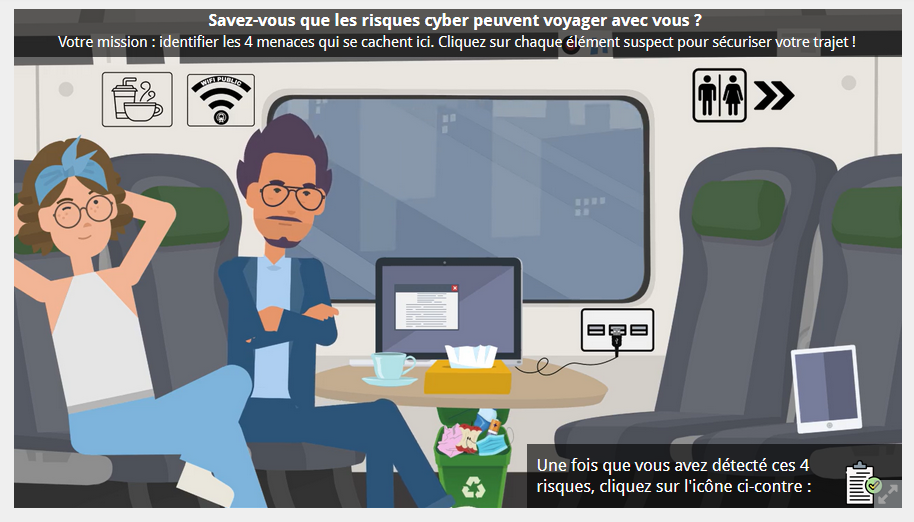 Savez-vous que les risques cyber peuvent voyager avec vous ?
Votre mission : identifier les 4 menaces qui se cachent ici. Cliquez sur chaque élément suspect pour sécuriser votre trajet !
WIFI PUBLIC
Une fois que vous avez détecté ces 4
risques, cliquez sur l'icône ci-contre :